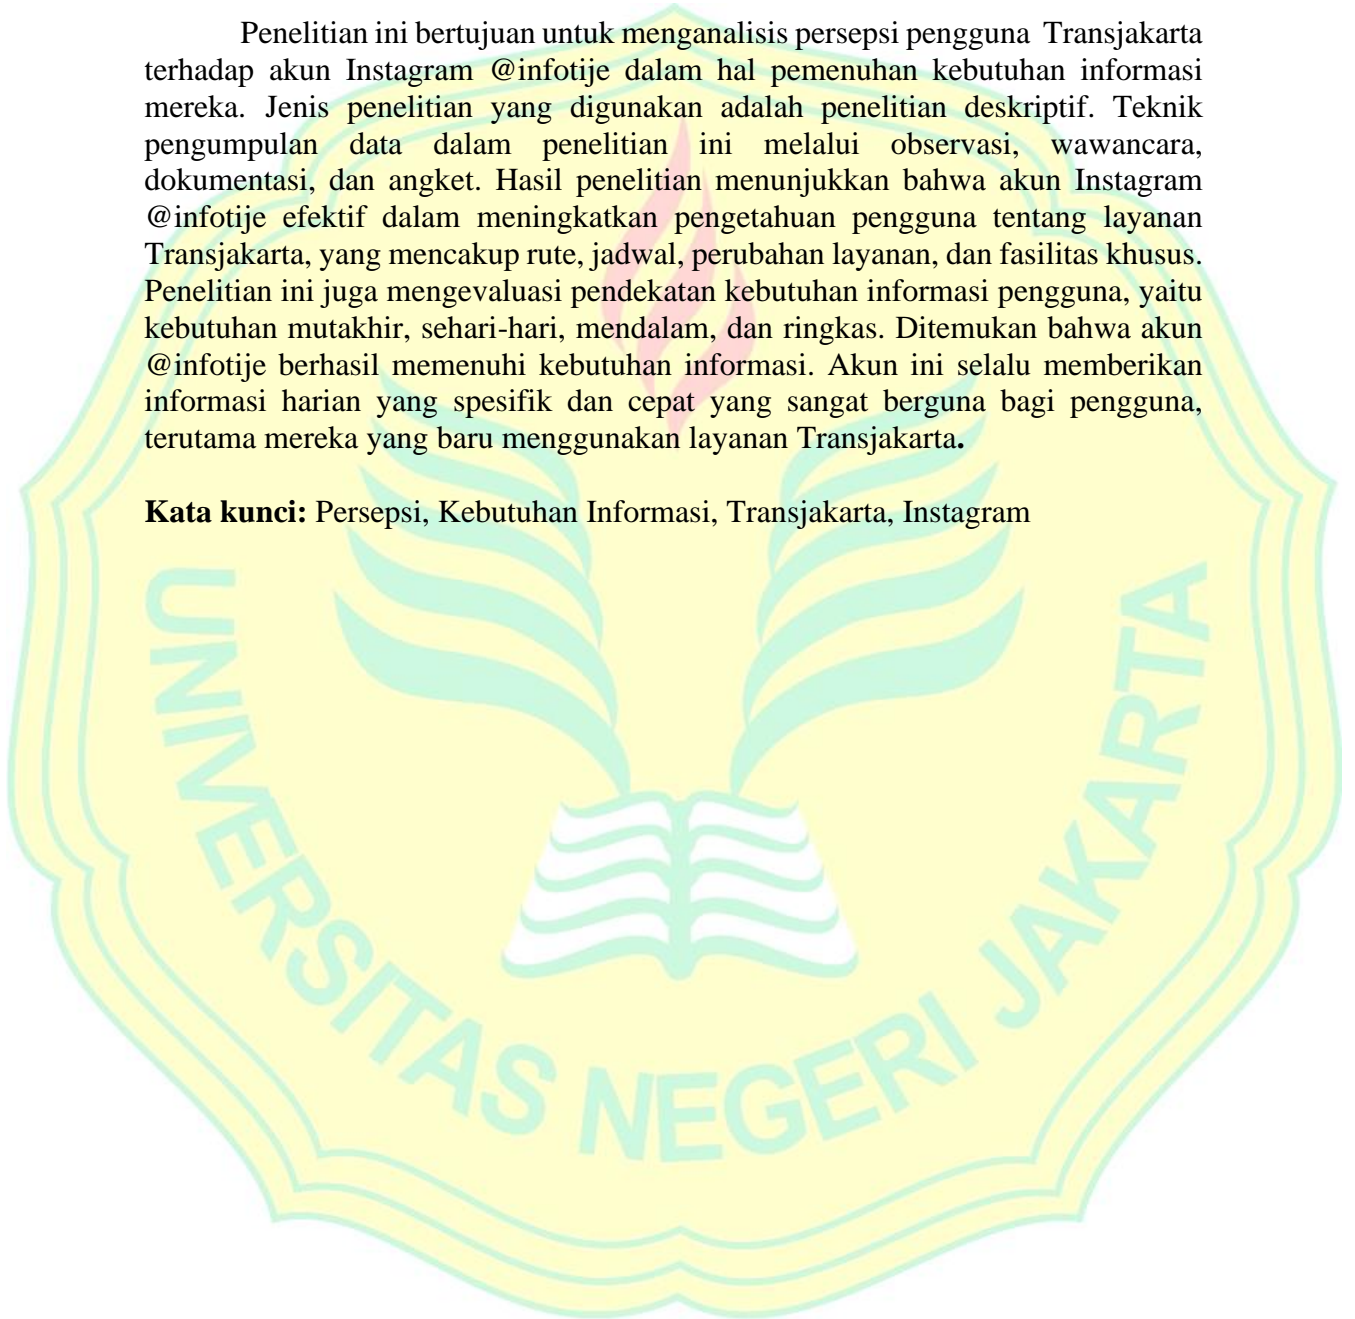 Penelitian ini bertujuan untuk menganalisis persepsi pengguna Transjakarta
terhadap akun Instagram @infotije dalam hal pemenuhan kebutuhan informasi
mereka. Jenis penelitian yang digunakan adalah penelitian deskriptif. Teknik
pengumpulan data dalam penelitian ini melalui observasi, wawancara,
dokumentasi, dan angket. Hasil penelitian menunjukkan bahwa akun Instagram
@infotije efektif dalam meningkatkan pengetahuan pengguna tentang layanan
Transjakarta, yang mencakup rute, jadwal, perubahan layanan, dan fasilitas khusus.
Penelitian ini juga mengevaluasi pendekatan kebutuhan informasi pengguna, yaitu
kebutuhan mutakhir, sehari-hari, mendalam, dan ringkas. Ditemukan bahwa akun
@infotije berhasil memenuhi kebutuhan informasi. Akun ini selalu memberikan
informasi harian yang spesifik dan cepat yang sangat berguna bagi pengguna,
terutama mereka yang baru menggunakan layanan Transjakarta.
Kata kunci: Persepsi, Kebutuhan Informasi, Transjakarta, Instagram
UNIVERSITAS NEGERI JAKARTA